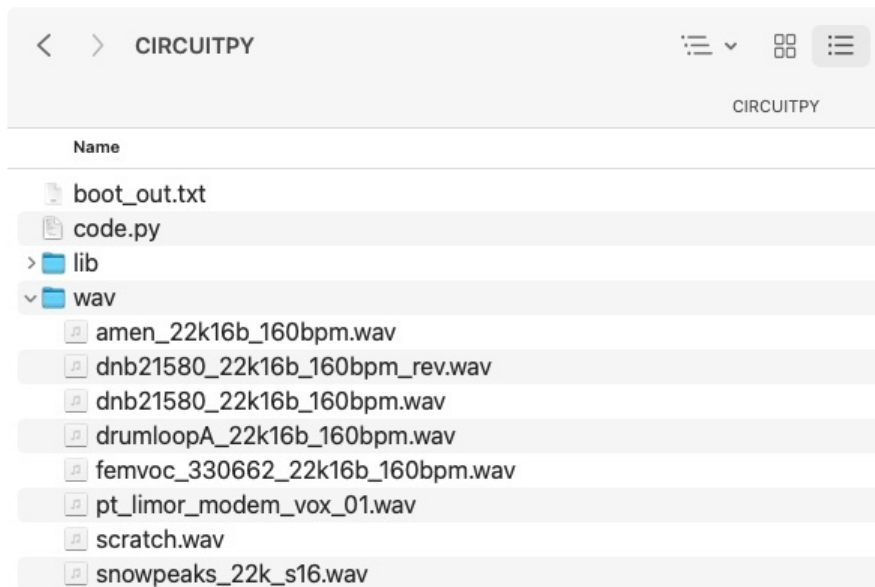 CIRCUITPY
CIRCUITPY
Name
boot_out.txt
code.py
lib
wav
amen_22k16b_160bpm.wav
dnb21580_22k16b_160bpm_rev.wav
dnb21580_22k16b_160bpm.wav
drumloopA_22k16b_160bpm.wav
femvoc_330662_22k16b_160bpm.wav
pt_limor_modem_vox_01.wav
scratch.wav
snowpeaks_22k_s16.wav